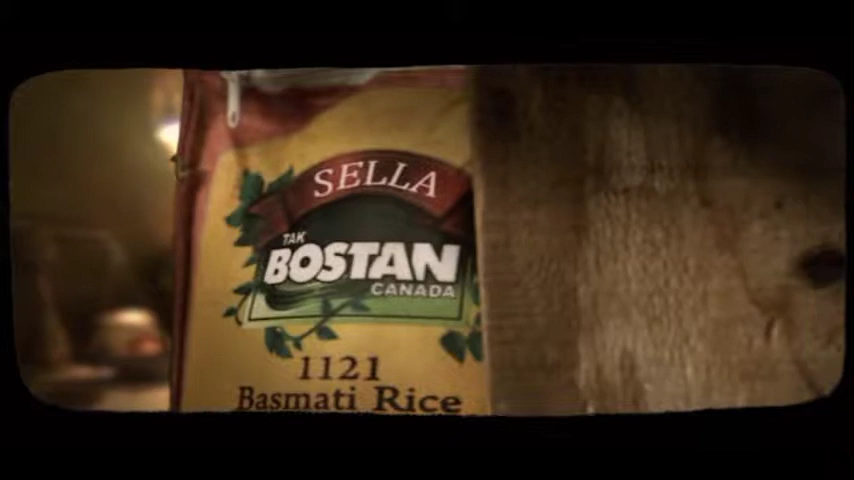 SELLA
TAK
BOSTAN
CANADA
1121
Basmati Rice